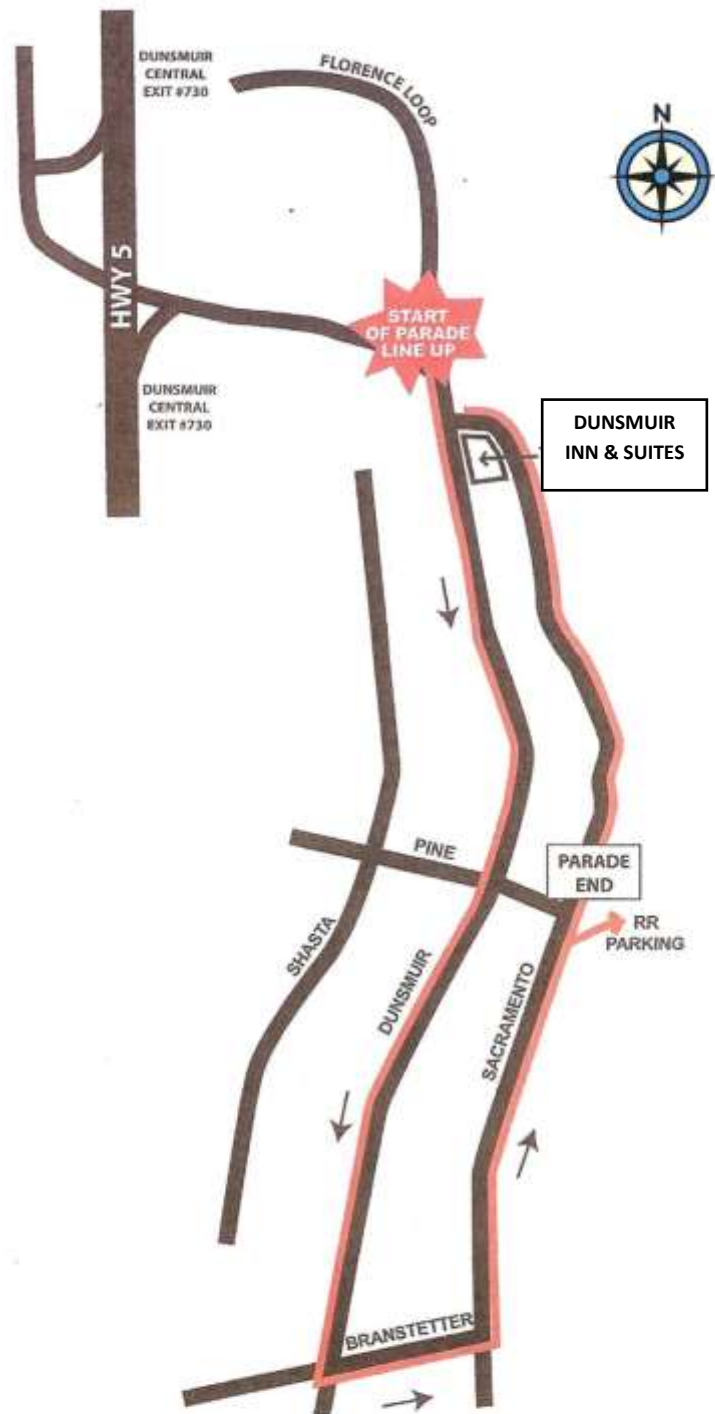 DUNSMUIR
CENTRAL
EXIT #730
FLORENCE LOOP
N
HWY 5
START
OF PARADE
LINE UP
DUNSMUIR
CENTRAL
EXIT #730
DUNSMUIR
INN & SUITES
PINE
PARADE
END
RR
PARKING
SHASTA
DUNSMUIR
SACRAMENTO
BRANSTETTER